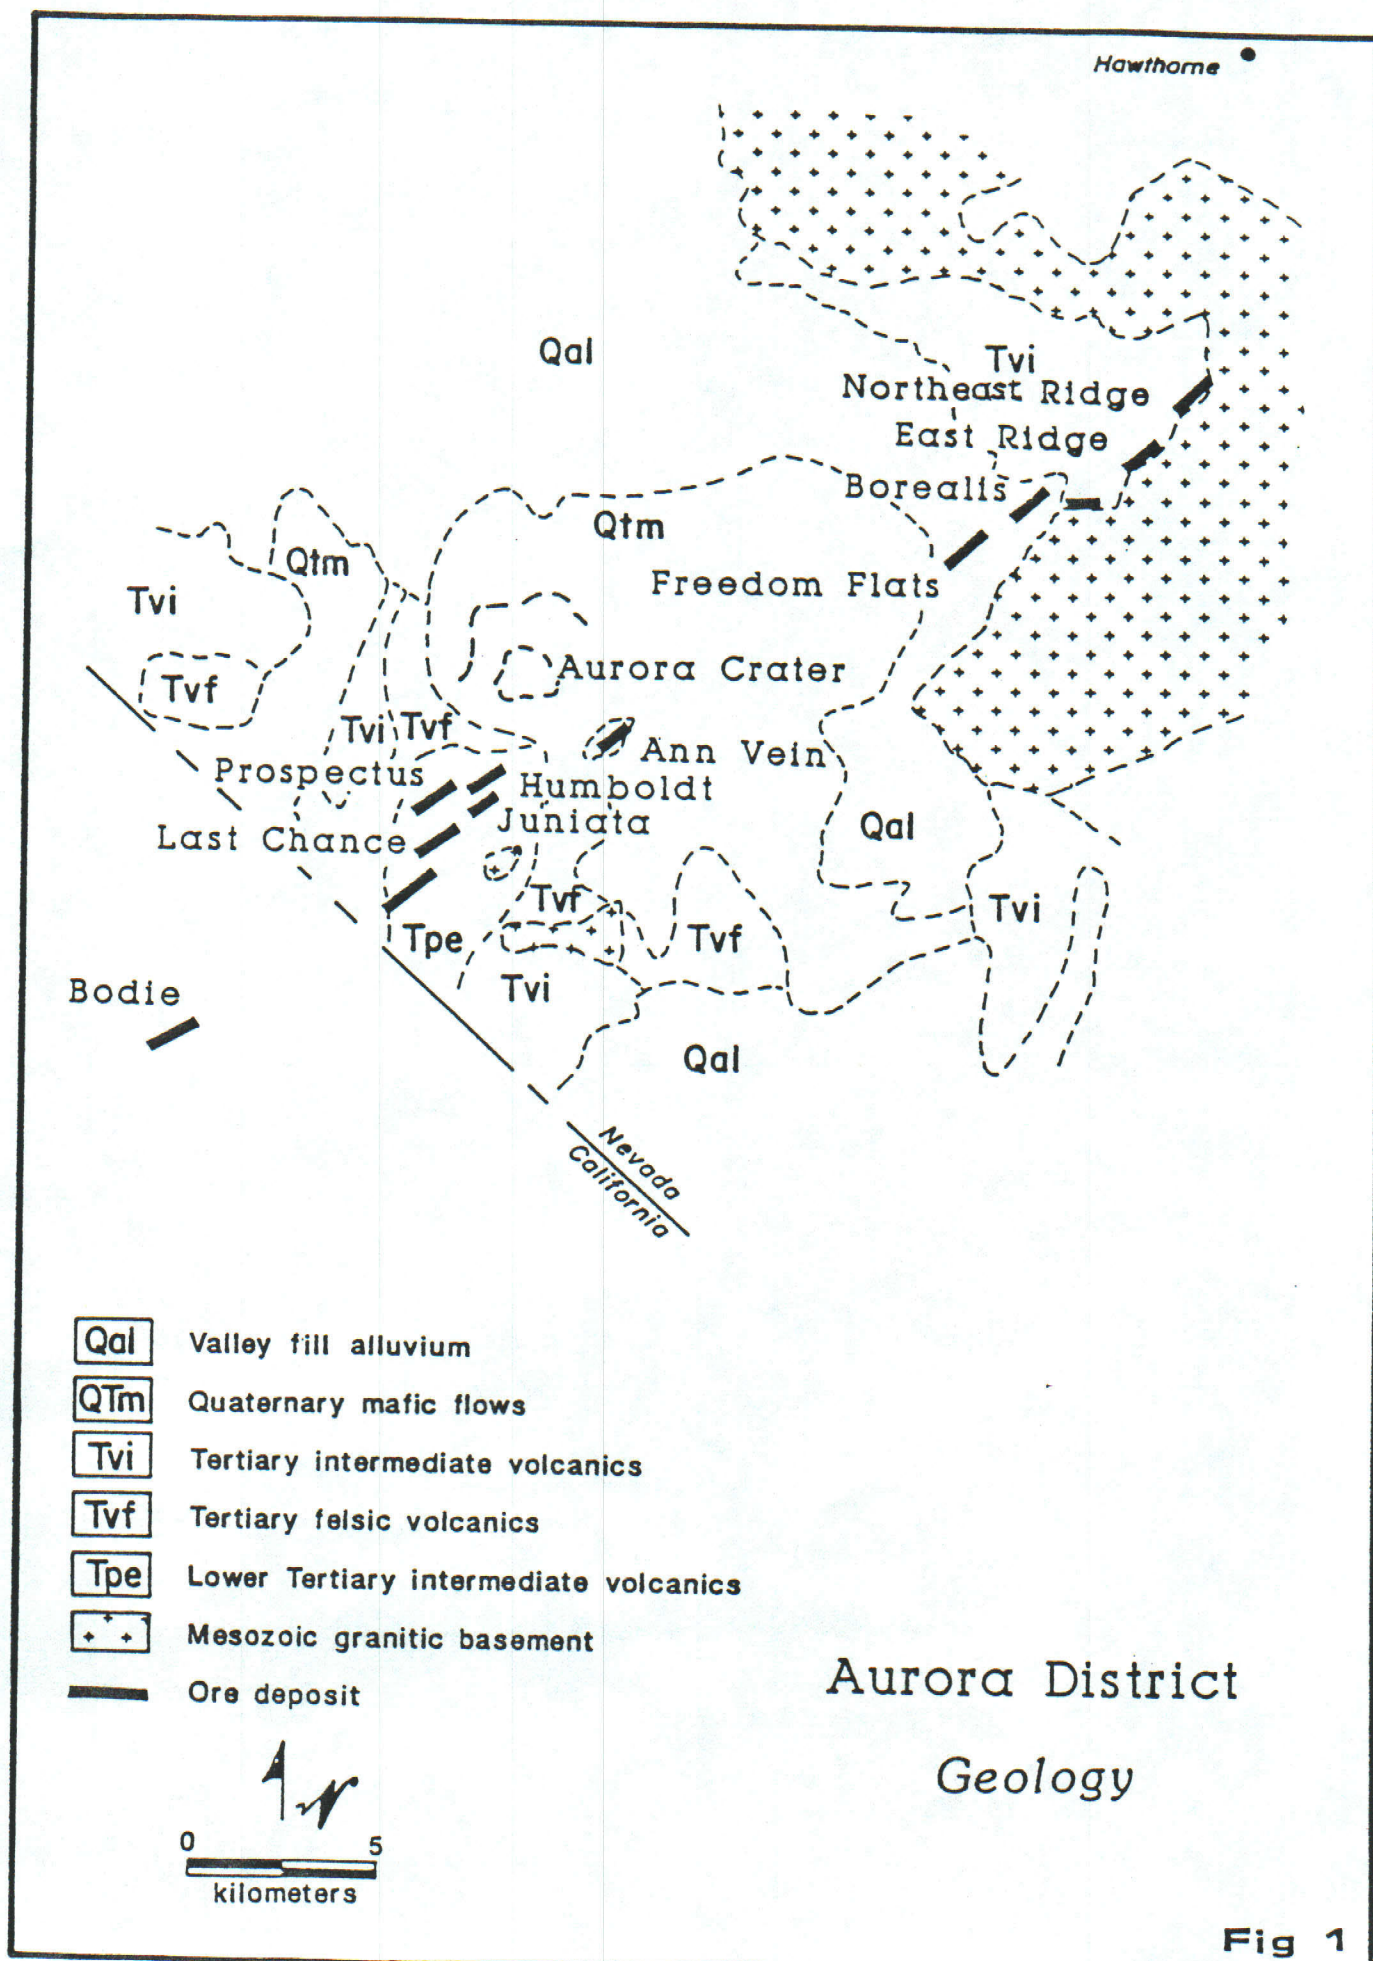 Hawthorne
Qal
Tvi
Northeast Ridge
East Ridge
Borealis
Qtm
Qtm
Freedom Flats
Tvi
Aurora Crater
Tvf
Tvi
Tvf
Ann Vein
Prospectus
Humboldt
Juniata
Last Chance
Qal
Tvf
Tvi
Tpe
Tvf
Tvi
Bodie
Qal
Nevada
California
Qal Valley fill alluvium
QTm Quaternary mafic flows
Tvi Tertiary intermediate volcanics
Tvf Tertiary felsic volcanics
Tpe Lower Tertiary intermediate volcanics
Mesozoic granitic basement
Ore deposit
N
0 5
kilometers
Aurora District
Geology
Fig 1